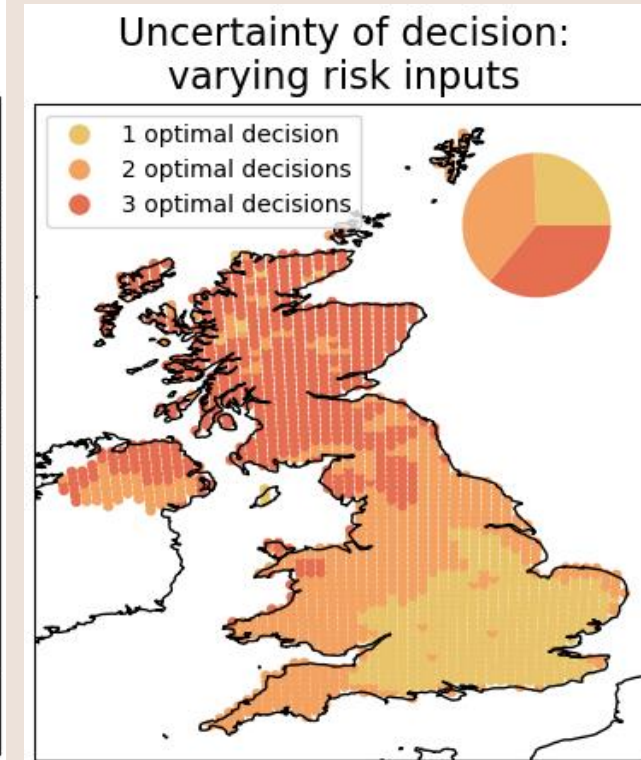 Uncertainty of decision:
varying risk inputs
1 optimal decision
2 optimal decisions
3 optimal decisions